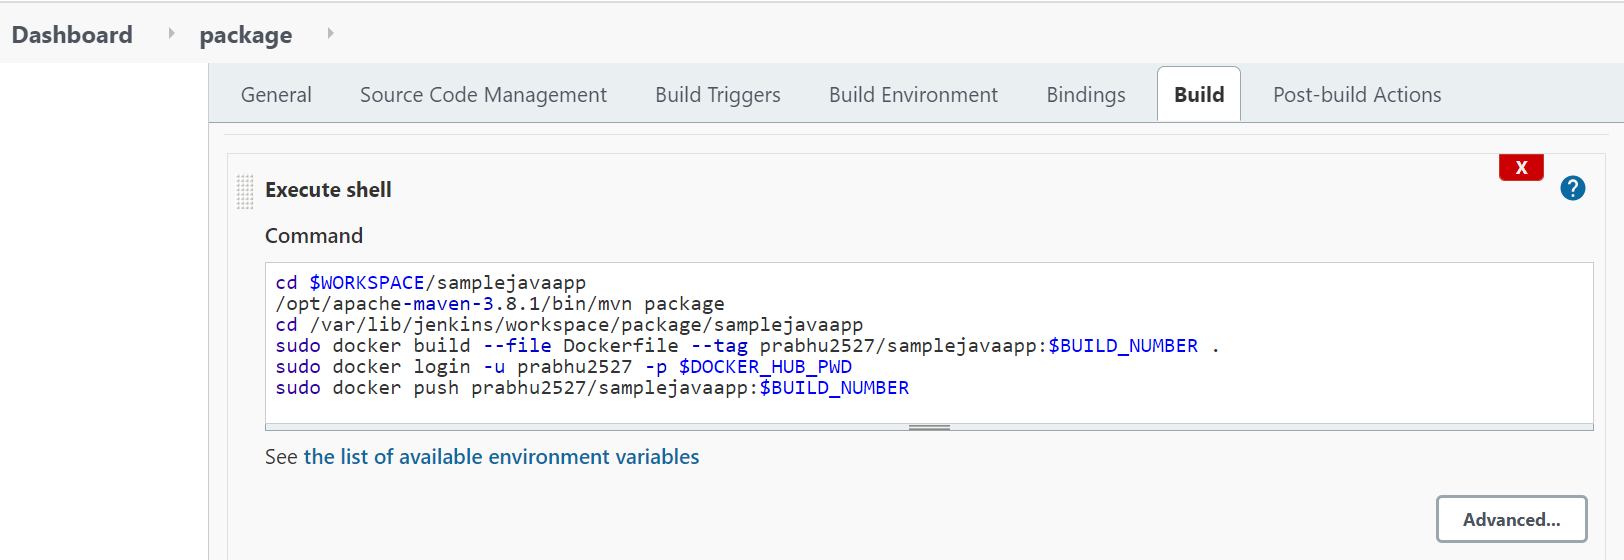 Dashboard
package
General
Source Code Management
Build Triggers
Build Environment
Bindings
Build
Post-build Actions
X
?
Execute shell
Command
cd $WORKSPACE/samplejavaapp
/opt/apache-maven-3.8.1/bin/mvn package
cd /var/lib/jenkins/workspace/package/samplejavaapp
sudo docker build --file Dockerfile --tag prabhu2527/samplejavaapp:$BUILD_NUMBER .
sudo docker login -u prabhu2527 -p $DOCKER_HUB_PWD
sudo docker push prabhu2527/samplejavaapp:$BUILD_NUMBER
See the list of available environment variables
Advanced...